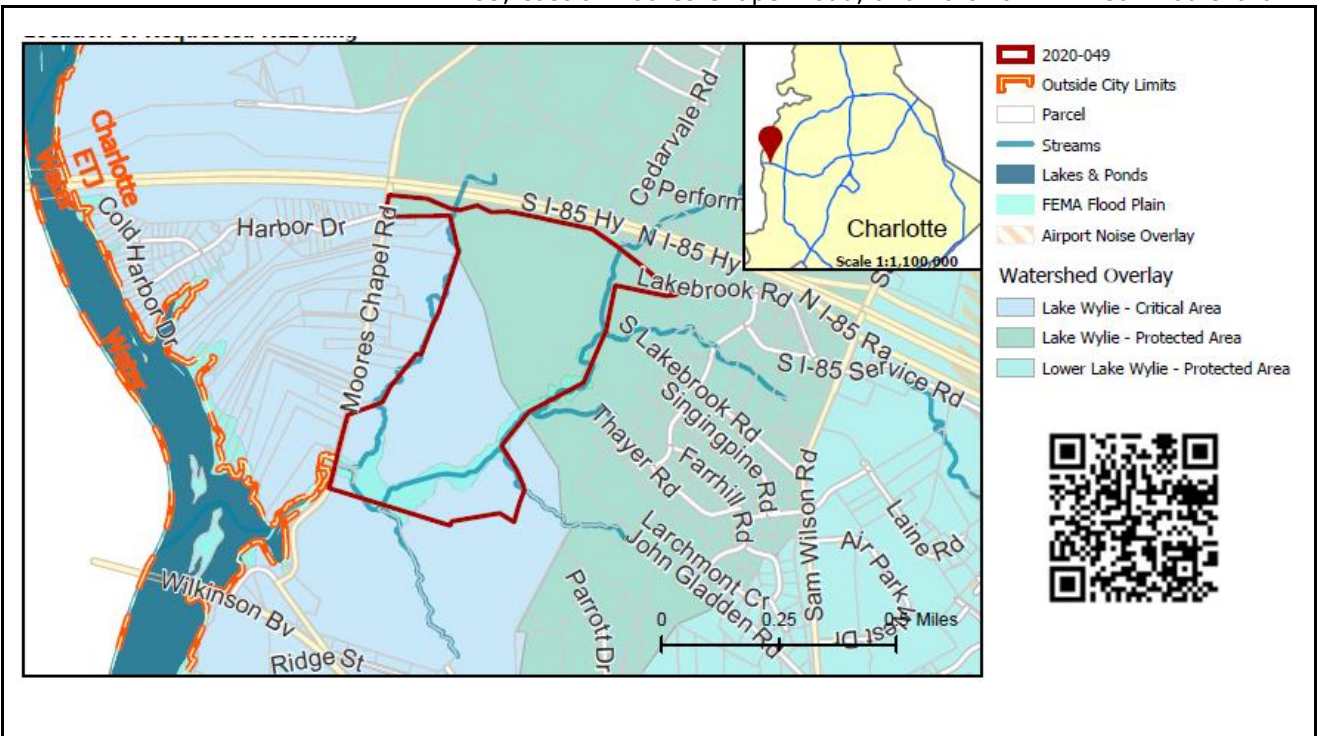 S I-85 Hy
N I-85 Hy
Cedarvale Rd
Perform
Charlotte
Scale 1:1,100,000
Charlotte
ETJ
Water
Water
Cold Harbor Dr
Harbor Dr
Moores Chapel Rd
Lakebrook Rd
N I-85 Ra
S I-85 Service Rd
S Lakebrook Rd
Singingpine Rd
Thayer Rd
Farrhill Rd
Larchmont Cr
John Gladden Rd
Sam Wilson Rd
Laine Rd
Air Park West Dr
Parrott Dr
Wilkinson Bv
Ridge St
0 0.25 0.5 Miles
2020-049
Outside City Limits
Parcel
Streams
Lakes & Ponds
FEMA Flood Plain
Airport Noise Overlay
Watershed Overlay
Lake Wylie - Critical Area
Lake Wylie - Protected Area
Lower Lake Wylie - Protected Area